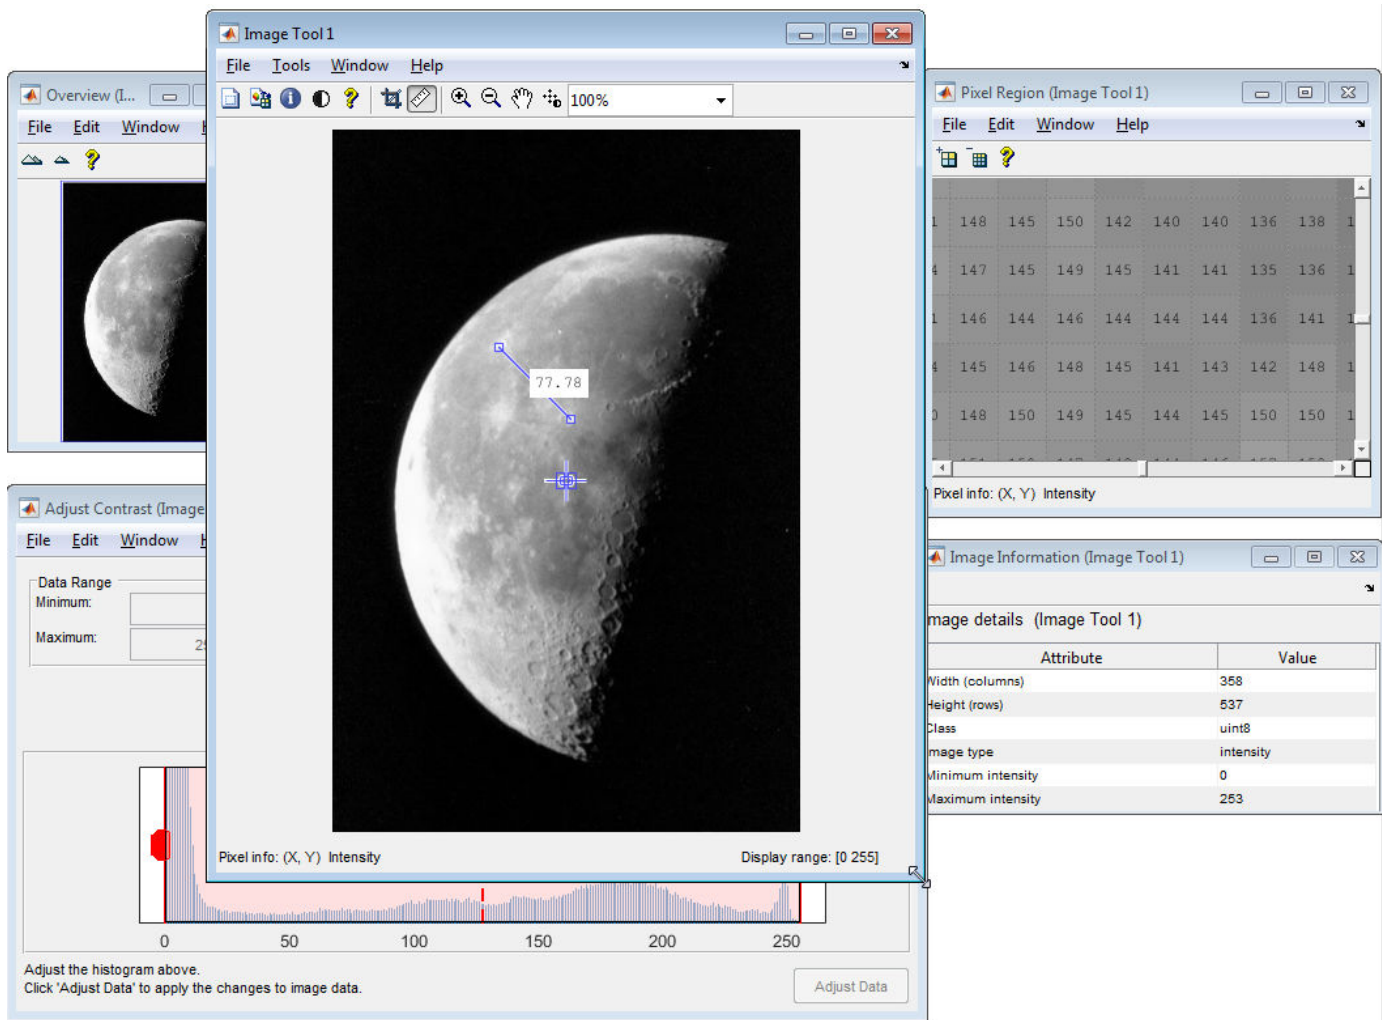 Image Tool 1
File Tools Window Help
100%
77.78
Pixel info: (X, Y) Intensity
Display range: [0 255]
Overview (I...
File Edit Window
Pixel Region (Image Tool 1)
File Edit Window Help
148 145 150 142 140 140 136 138 1
147 145 149 145 141 141 135 136 1
146 144 146 144 144 144 136 141
145 146 148 145 141 143 142 148 1
148 150 149 145 144 145 150 150 1
Pixel info: (X, Y) Intensity
Adjust Contrast (Image
File Edit Window
Data Range
Minimum:
Maximum:
0 50 100 150 200 250
Adjust the histogram above.
Click 'Adjust Data' to apply the changes to image data.
Adjust Data
Image Information (Image Tool 1)
mage details (Image Tool 1)
Attribute Value
Width (columns) 358
Height (rows) 537
Class uint8
mage type intensity
Minimum intensity 0
Maximum intensity 253